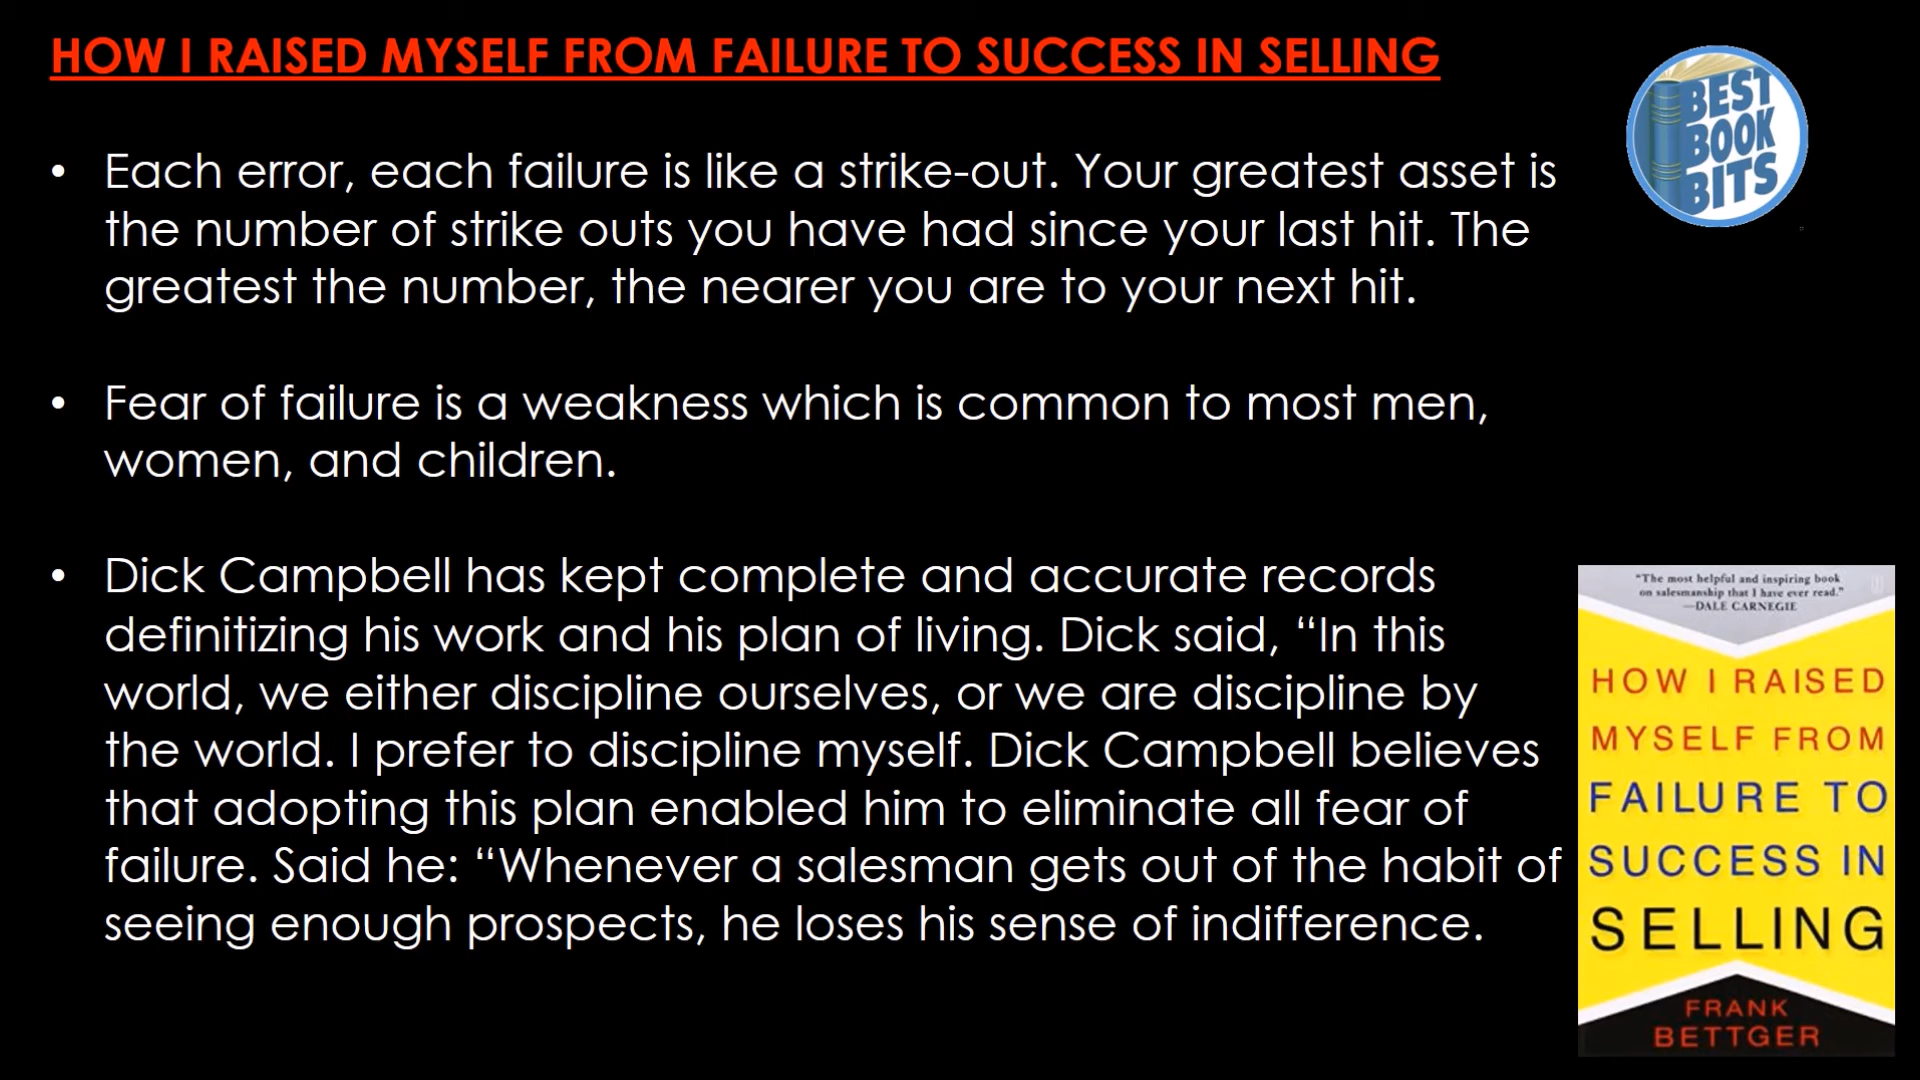 HOW I RAISED MYSELF FROM FAILURE TO SUCCESS IN SELLING
BEST
BOOK
BITS
• Each error, each failure is like a strike-out. Your greatest asset is
the number of strike outs you have had since your last hit. The
greatest the number, the nearer you are to your next hit.
• Fear of failure is a weakness which is common to most men,
women, and children.
• Dick Campbell has kept complete and accurate records
definitizing his work and his plan of living. Dick said, “In this
world, we either discipline ourselves, or we are discipline by
the world. I prefer to discipline myself. Dick Campbell believes
that adopting this plan enabled him to eliminate all fear of
failure. Said he: “Whenever a salesman gets out of the habit of
seeing enough prospects, he loses his sense of indifference.
“The most helpful and inspiring book
on salesmanship that I have ever read.”
—DALE CARNEGIE
HOW I RAISED
MYSELF FROM
FAILURE TO
SUCCESS IN
SELLING
FRANK
BETTGER